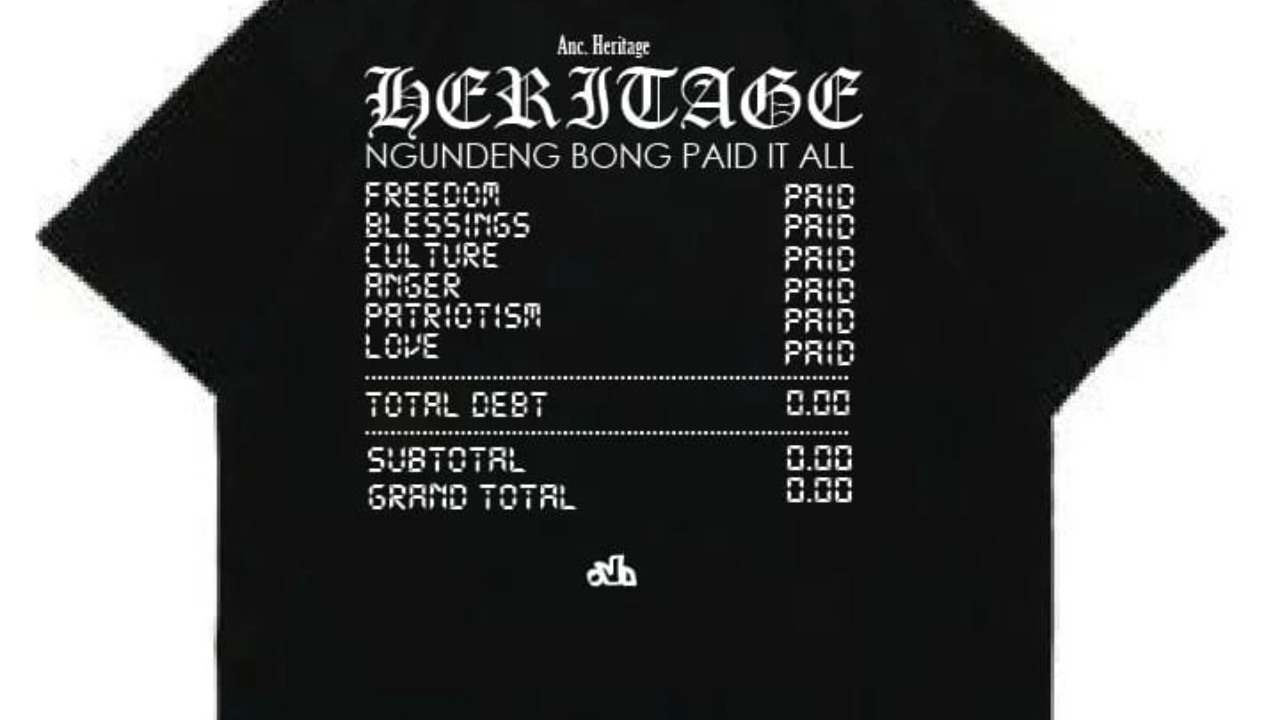 Anc. Heritage
HERITAGE
NGUNDENG BONG PAID IT ALL
FREEDOM PAID
BLESSINGS PAID
CULTURE PAID
ANGER PAID
PATRIOTISM PAID
LOVE PAID
TOTAL DEBT 0.00
SUBTOTAL 0.00
GRAND TOTAL 0.00